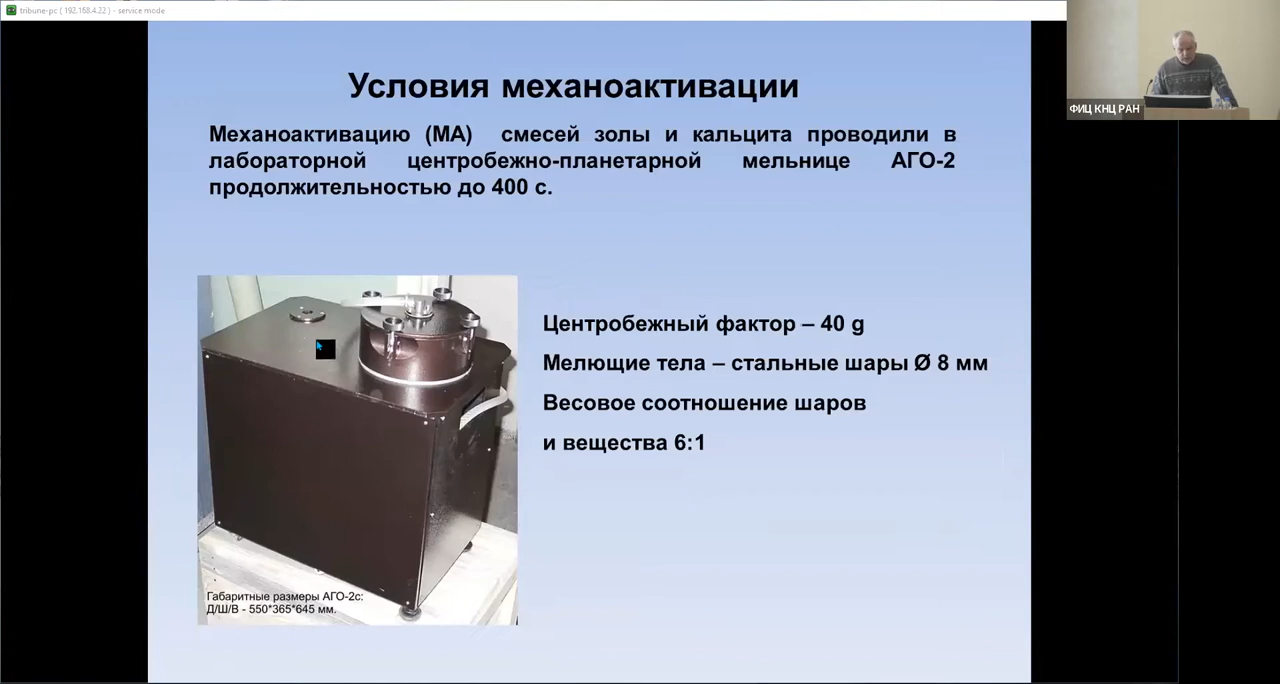 tribune-pc ( 192.168.4.22 ) - service mode
ФИЦ КНЦ РАН
Условия механоактивации
Механоактивацию (МА) смесей золы и кальцита проводили в
лабораторной центробежно-планетарной мельнице АГО-2
продолжительностью до 400 с.
Центробежный фактор – 40 g
Мелющие тела – стальные шары Ø 8 мм
Весовое соотношение шаров
и вещества 6:1
Габаритные размеры АГО-2с:
Д/Ш/В - 550*365*645 мм.